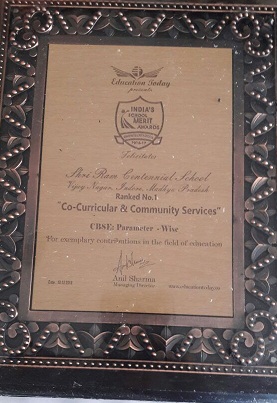 Education Today
presents
INDIA'S
SCHOOL
MERIT
AWARDS
Felicitates
Shri Ram Centennial School
Vijay Nagar, Indore, Madhya Pradesh
Ranked No.1
"Co-Curricular & Community Services"
CBSE: Parameter - Wise
For exemplary contributions in the field of education
Anil Sharma
Managing Director
Date:
www.educationtoday.co